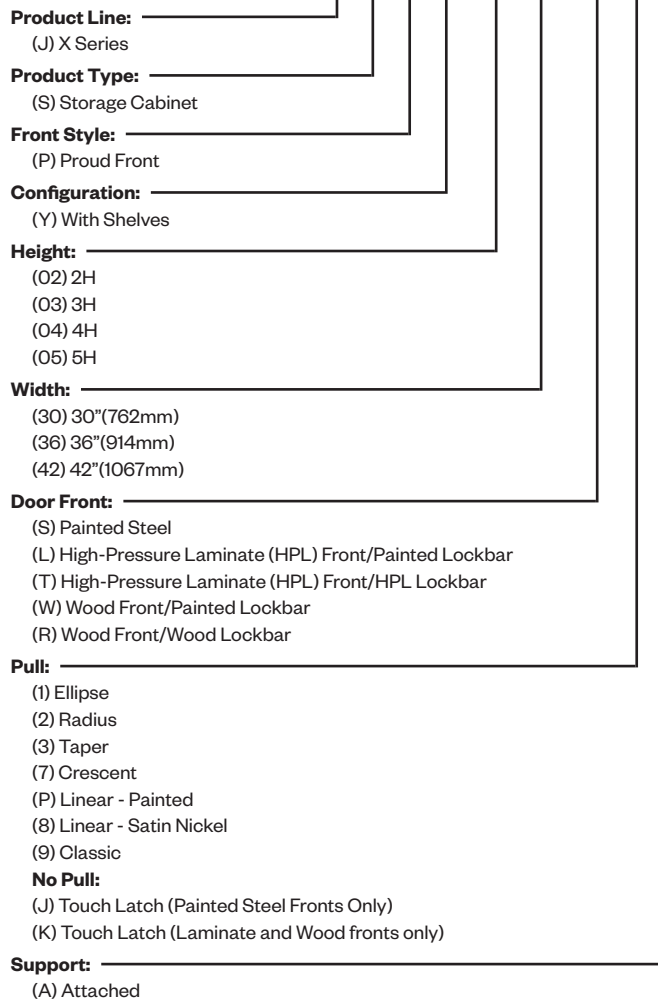 Product Line:
(J) X Series
Product Type:
(S) Storage Cabinet
Front Style:
(P) Proud Front
Configuration:
(Y) With Shelves
Height:
(02) 2H
(03) 3H
(04) 4H
(05) 5H
Width:
(30) 30”(762mm)
(36) 36”(914mm)
(42) 42”(1067mm)
Door Front:
(S) Painted Steel
(L) High-Pressure Laminate (HPL) Front/Painted Lockbar
(T) High-Pressure Laminate (HPL) Front/HPL Lockbar
(W) Wood Front/Painted Lockbar
(R) Wood Front/Wood Lockbar
Pull:
(1) Ellipse
(2) Radius
(3) Taper
(7) Crescent
(P) Linear - Painted
(8) Linear - Satin Nickel
(9) Classic
No Pull:
(J) Touch Latch (Painted Steel Fronts Only)
(K) Touch Latch (Laminate and Wood fronts only)
Support:
(A) Attached